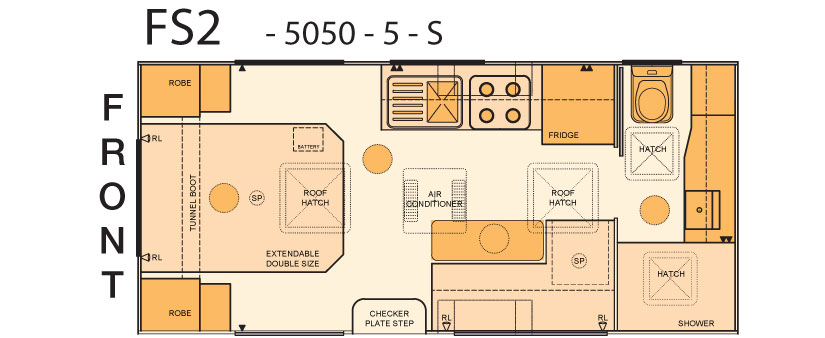 FS2 - 5050 - 5 - S
FRONT
ROBE
RL
BATTERY
TUNNEL BOOT
SP
ROOF
HATCH
EXTENDABLE
DOUBLE SIZE
RL
ROBE
AIR
CONDITIONER
CHECKER
PLATE STEP
FRIDGE
ROOF
HATCH
SP
RL
RL
HATCH
HATCH
SHOWER